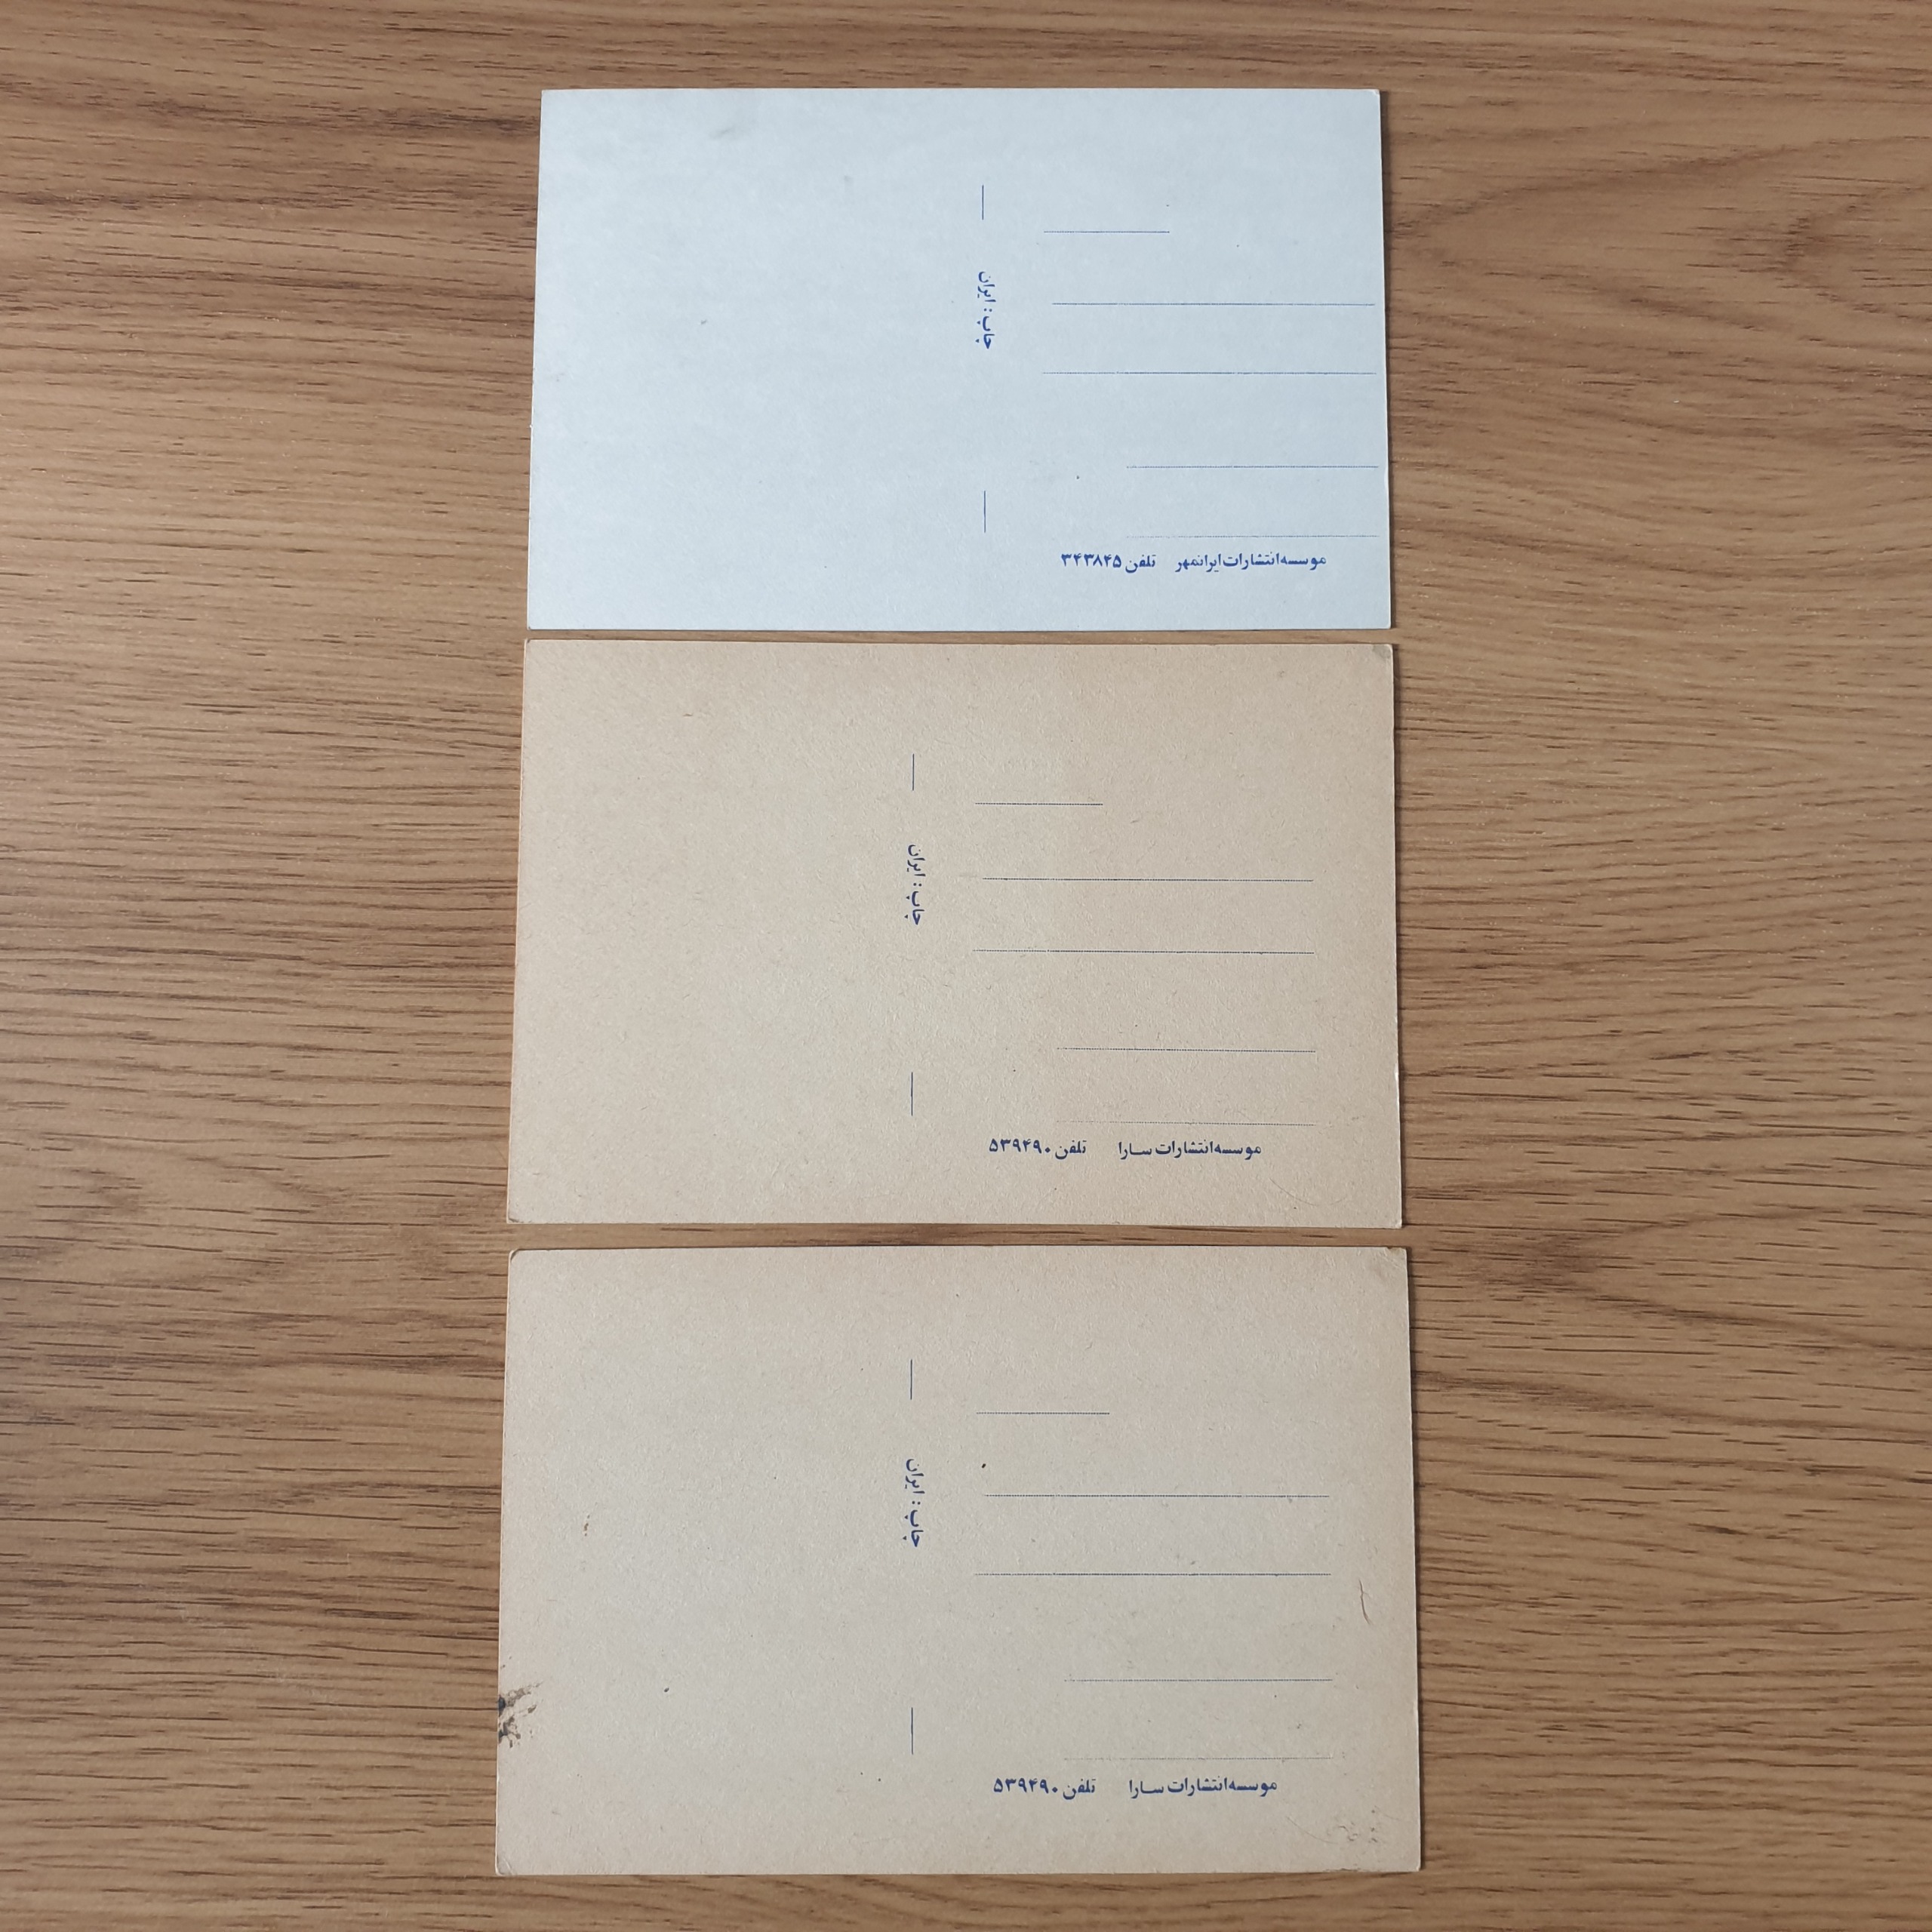 چاپ : ایران
موسسه انتشارات ایرانمهر تلفن ۳۴۳۸۴۵
چاپ : ایران
موسسه انتشارات سارا تلفن ۵۳۹۴۹۰
چاپ : ایران
موسسه انتشارات سارا تلفن ۵۳۹۴۹۰